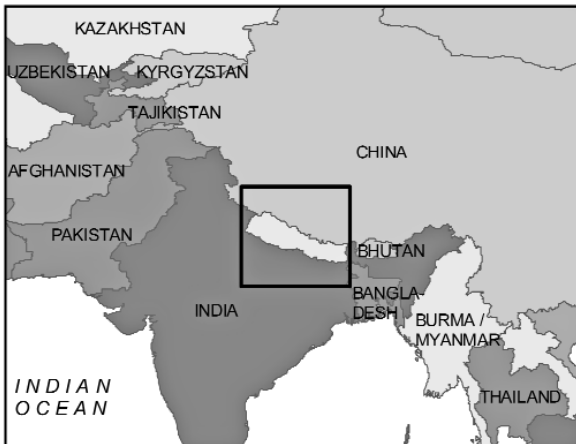 KAZAKHSTAN
UZBEKISTAN
KYRGYZSTAN
TAJIKISTAN
CHINA
AFGHANISTAN
PAKISTAN
BHUTAN
INDIA
BANGLA-
DESH
BURMA /
MYANMAR
INDIAN
OCEAN
THAILAND